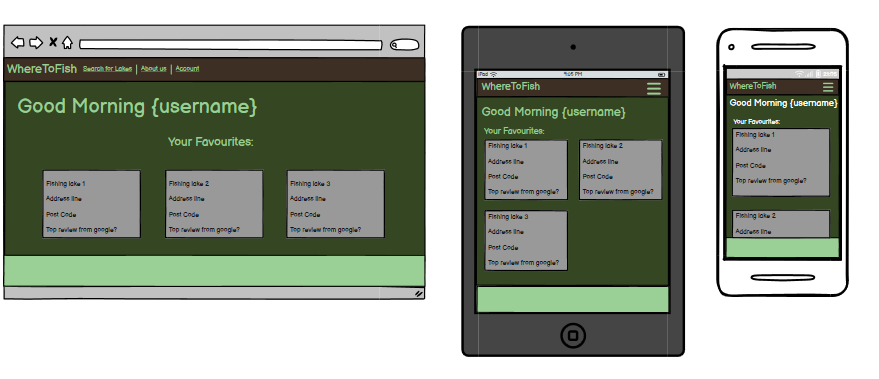 WhereToFish Search for Lakes | About us | Account
Good Morning {username}
Your Favourites:
Fishing lake 1
Address line
Post Code
Top review from google?
Fishing lake 2
Address line
Post Code
Top review from google?
Fishing lake 3
Address line
Post Code
Top review from google?
iPad 9:05 PM
WhereToFish
Good Morning {username}
Your Favourites:
Fishing lake 1
Address line
Post Code
Top review from google?
Fishing lake 2
Address line
Post Code
Top review from google?
Fishing lake 3
Address line
Post Code
Top review from google?
WhereToFish
Good Morning {username}
Your Favourites:
Fishing lake 1
Address line
Post Code
Top review from google?
Fishing lake 2
Address line